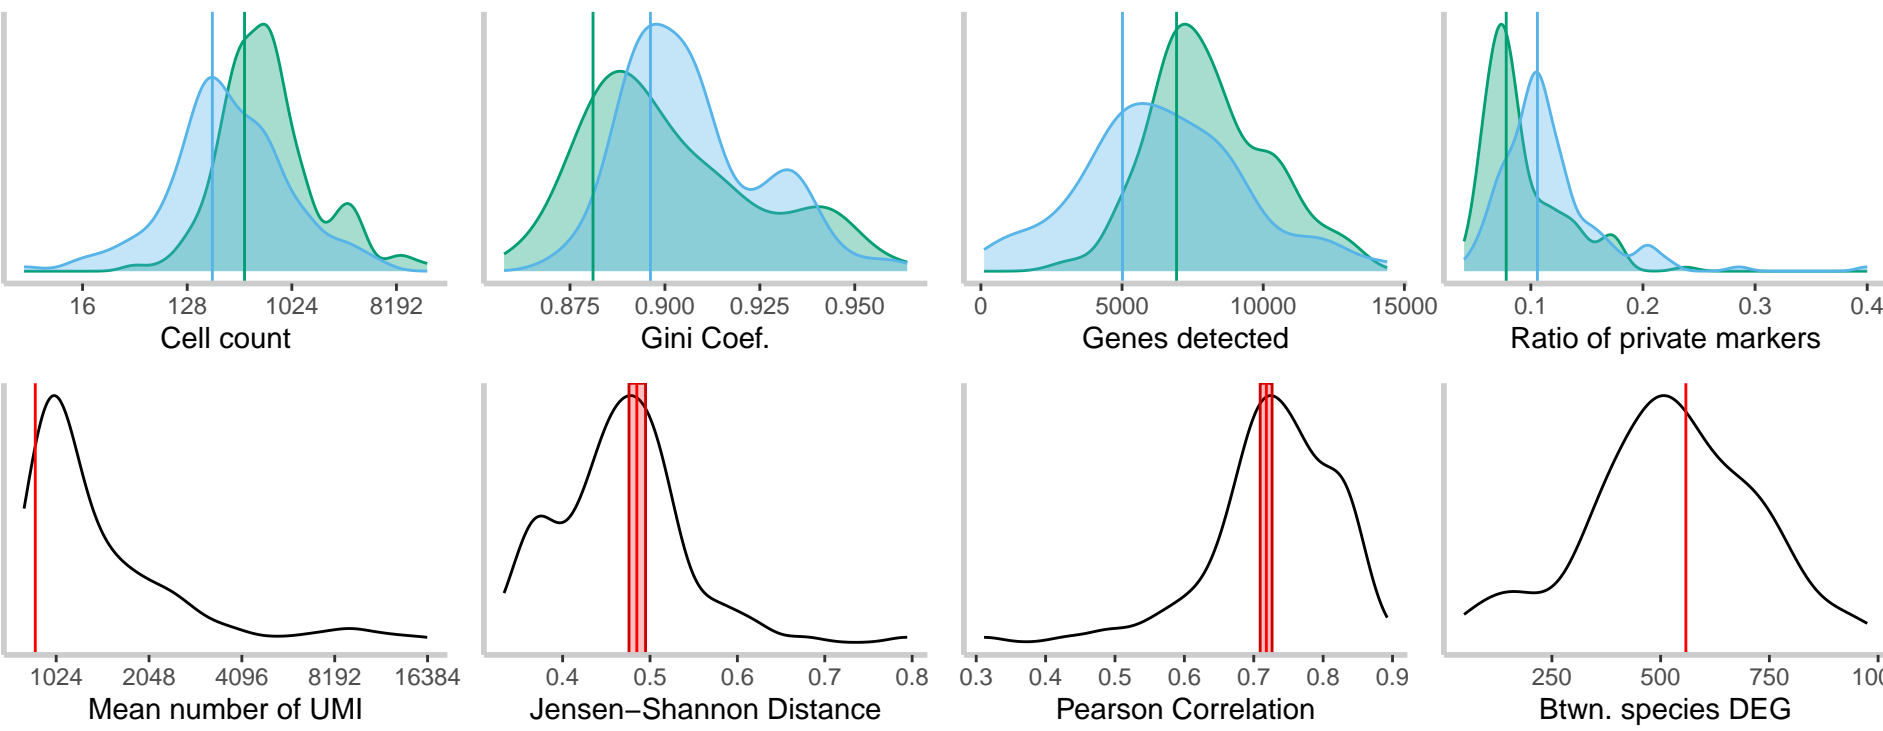 16 128 1024 8192
Cell count
0.875 0.900 0.925 0.950
Gini Coef.
0 5000 10000 14000
Genes detected
0.1 0.2 0.3 0.4
Ratio of private markers
1024 2048 4096 8192 16384
Mean number of UMI
0.4 0.5 0.6 0.7 0.8
Jensen−Shannon Distance
0.3 0.4 0.5 0.6 0.7 0.8 0.9
Pearson Correlation
250 500 750 100
Btwn. species DEG